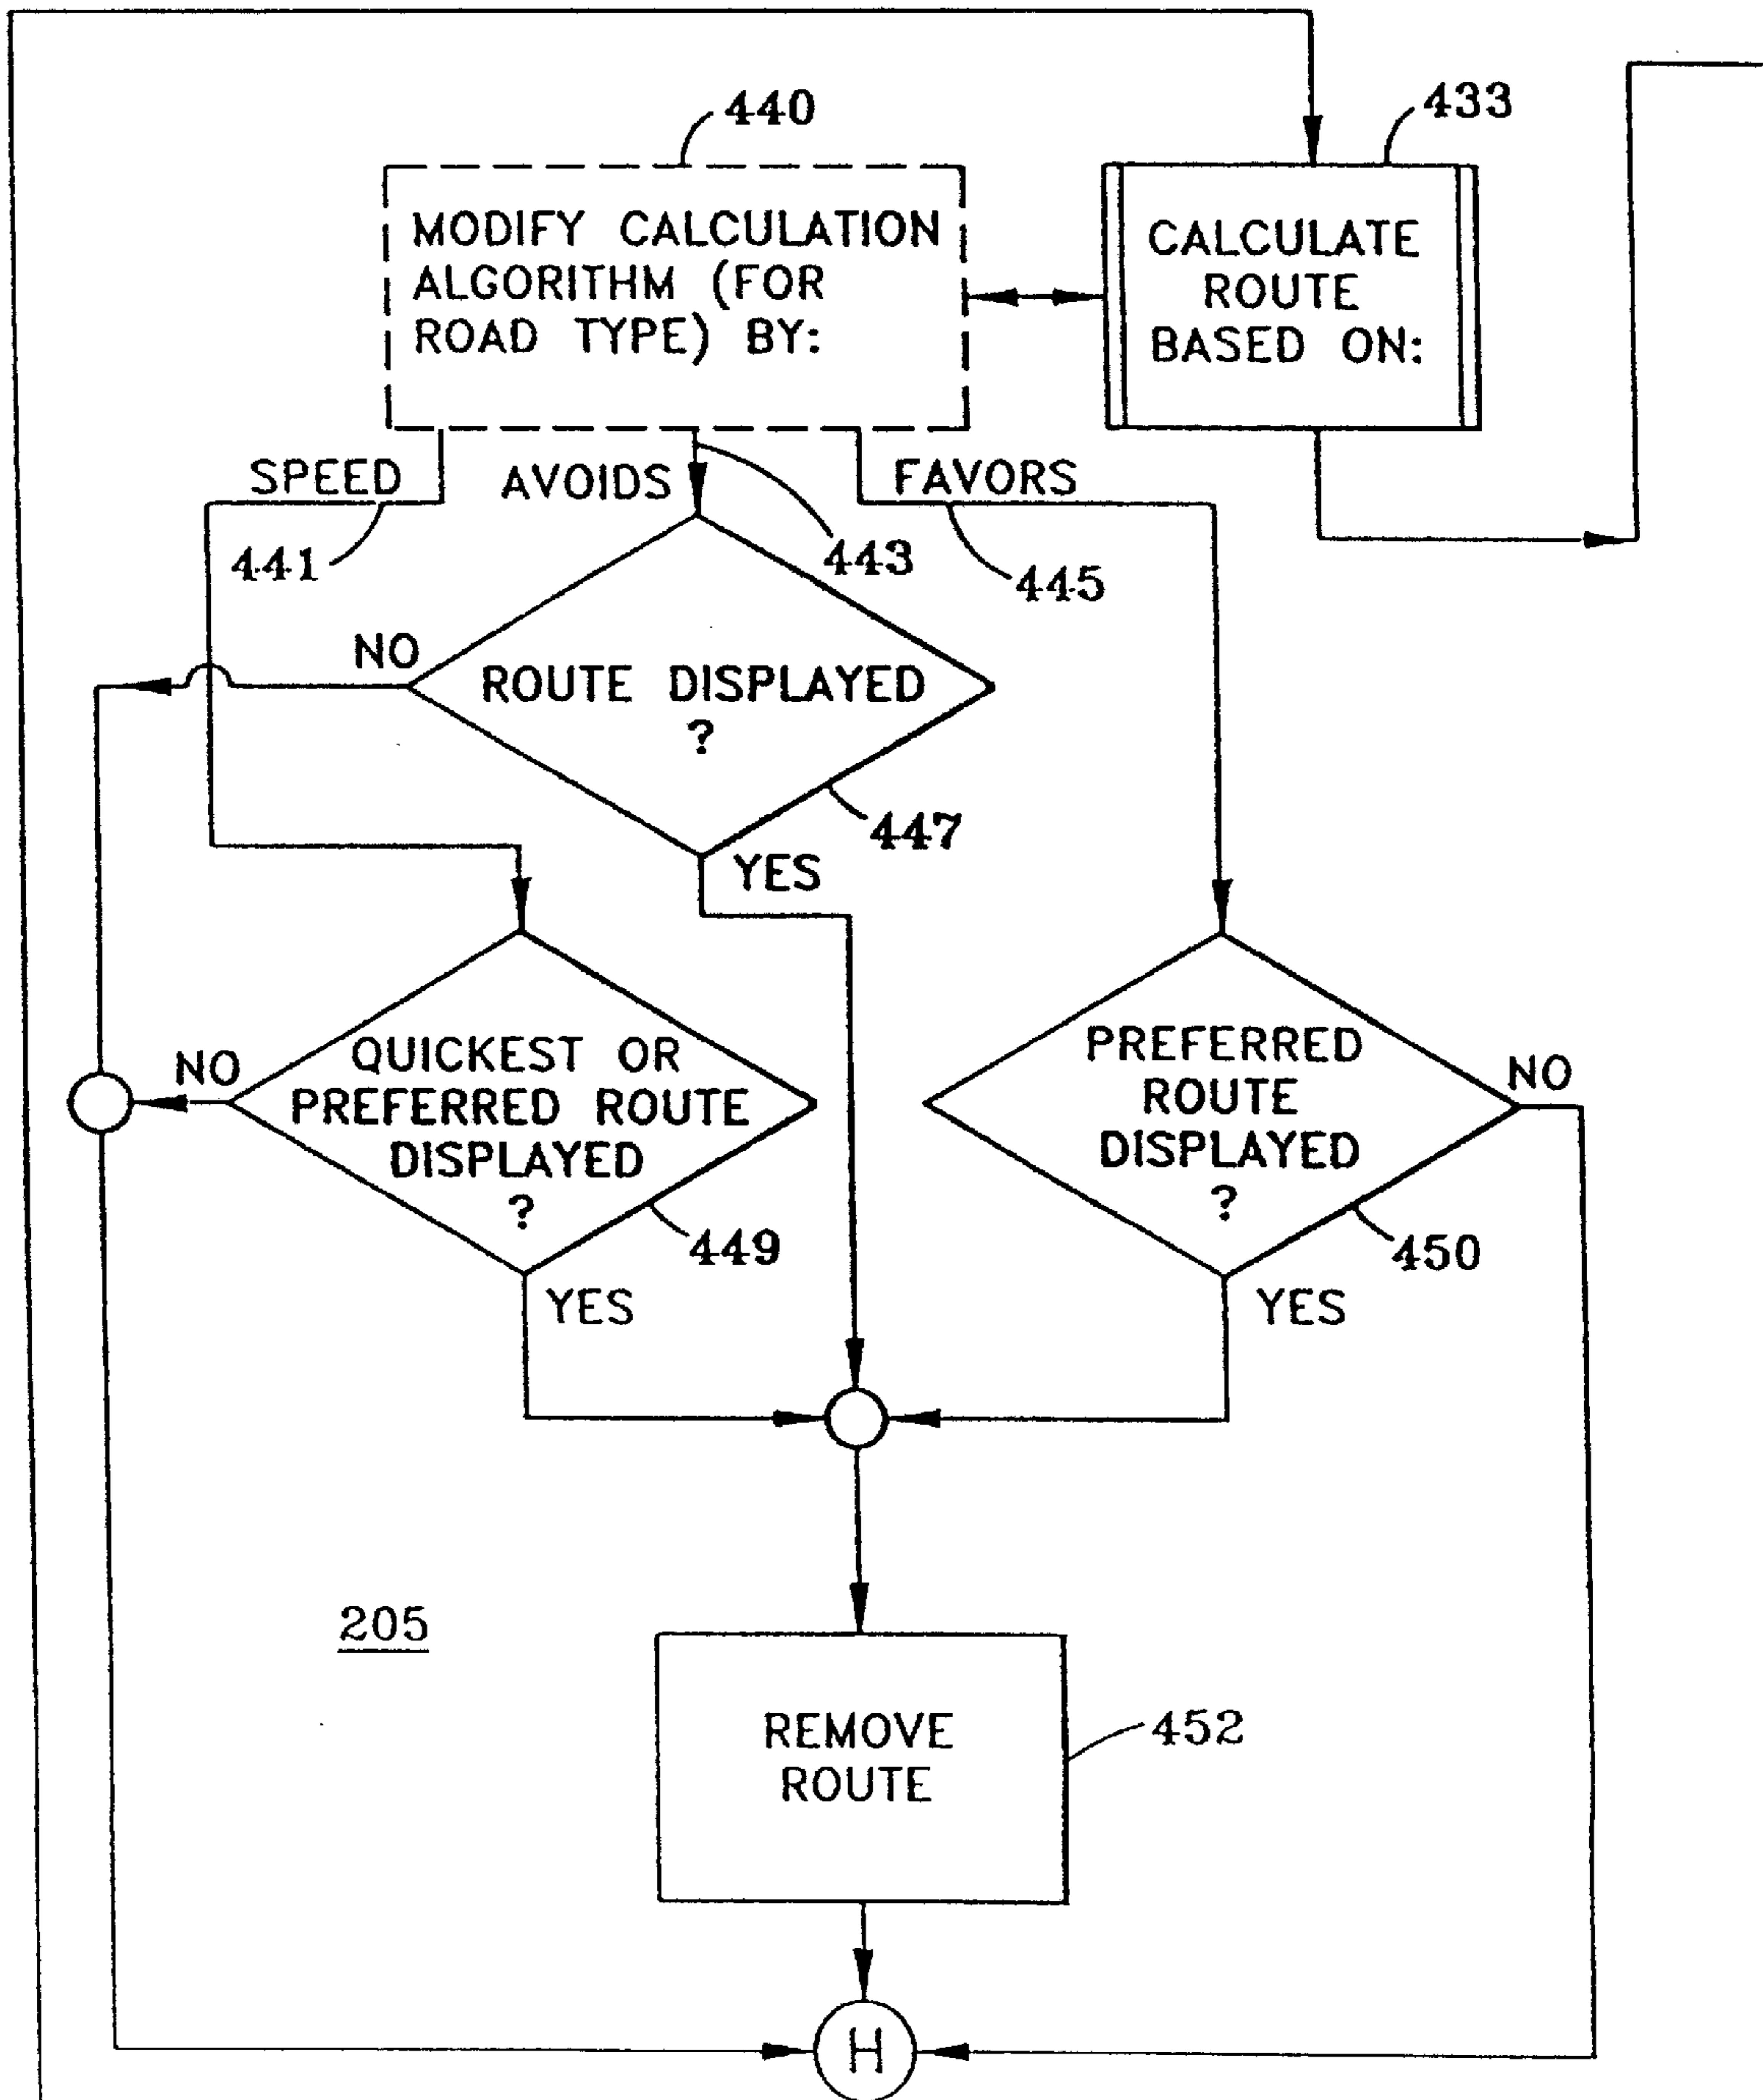 440
433
MODIFY CALCULATION
ALGORITHM (FOR
ROAD TYPE) BY:
CALCULATE
ROUTE
BASED ON:
SPEED
AVOIDS
FAVORS
441
443
445
NO
ROUTE DISPLAYED
?
447
YES
NO
QUICKEST OR
PREFERRED ROUTE
DISPLAYED
?
449
YES
PREFERRED
ROUTE
DISPLAYED
?
NO
450
YES
205
REMOVE
ROUTE
452
H